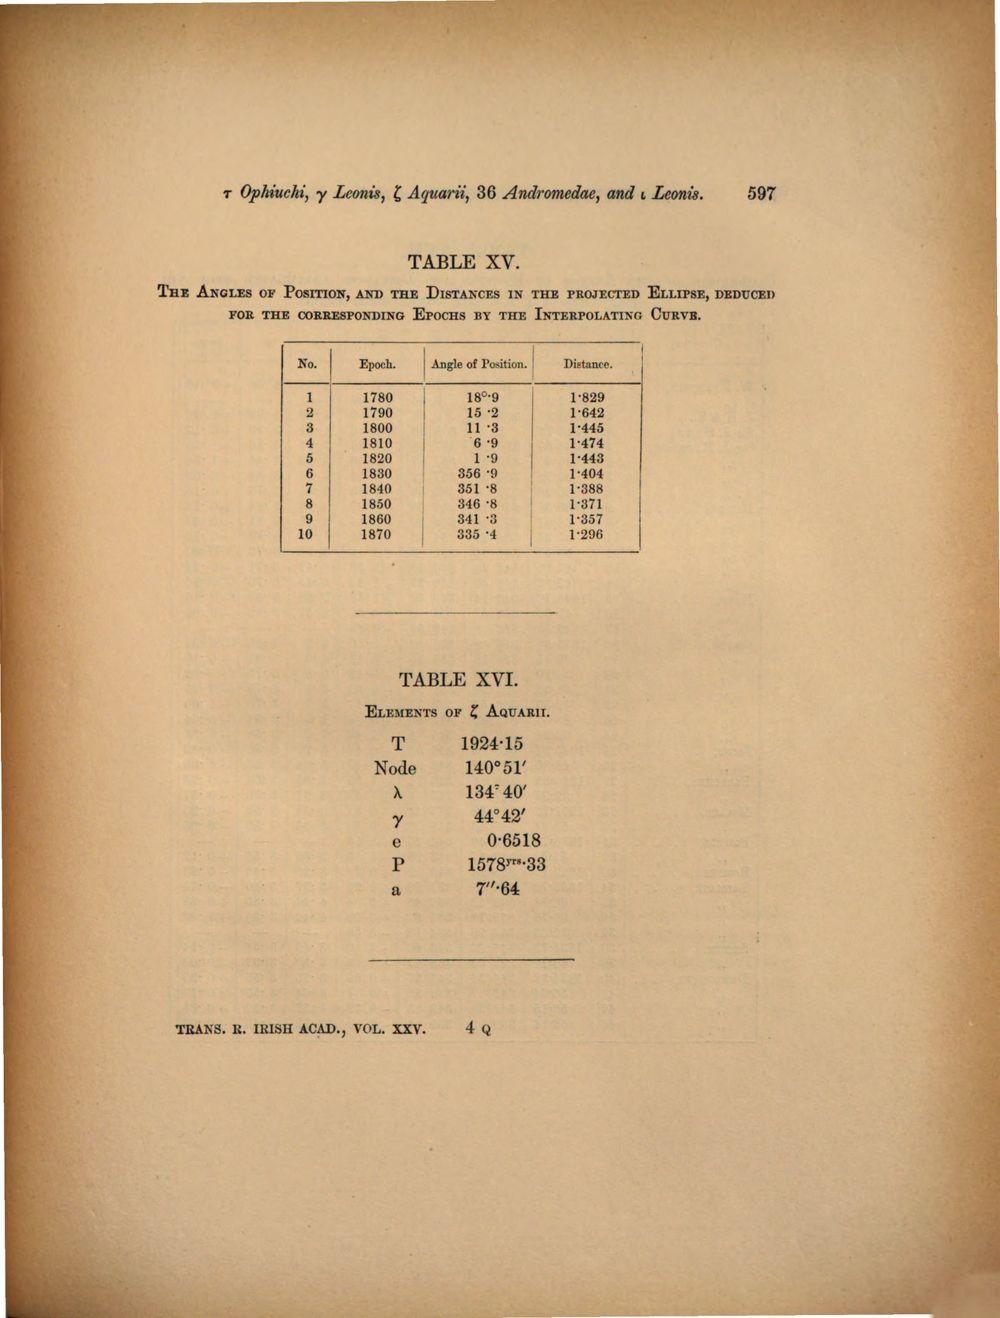 τ Ophiuchi, γ Leonis, ζ Aquarii, 36 Andromedae, and ι Leonis. 597
TABLE XV.
The Angles of Position, and the Distances in the projected Ellipse, deduced
for the corresponding Epochs by the Interpolating Curve.
No. Epoch. Angle of Position. Distance.
1 1780 18°·9 1·829
2 1790 15 ·2 1·642
3 1800 11 ·3 1·445
4 1810 6 ·9 1·474
5 1820 1 ·9 1·443
6 1830 356 ·9 1·404
7 1840 351 ·8 1·388
8 1850 346 ·8 1·371
9 1860 341 ·3 1·357
10 1870 335 ·4 1·296
TABLE XVI.
Elements of ζ Aquarii.
T 1924·15
Node 140° 51′
λ 134° 40′
γ 44° 42′
e 0·6518
P 1578yrs·33
a 7″·64
TRANS. R. IRISH ACAD., VOL. XXV. 4 Q